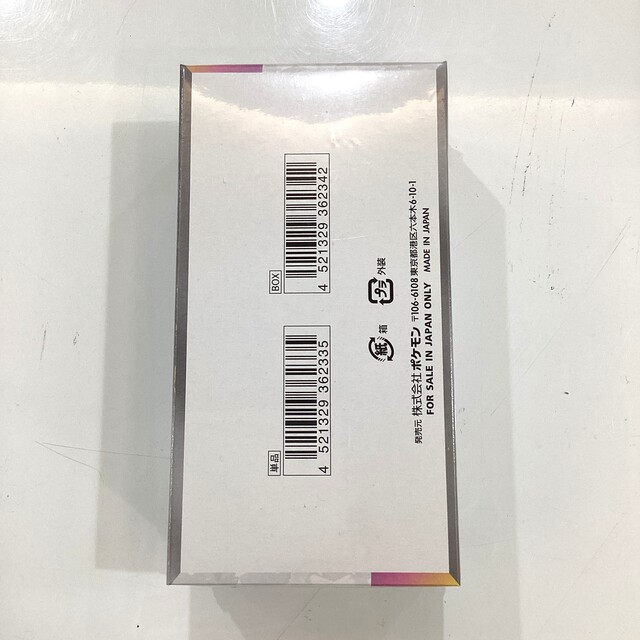 単品
4 521329 362335
BOX
4 521329 362342
紙 箱
プラ 外装
発売元 株式会社ポケモン 〒106-6108 東京都港区六本木6-10-1
FOR SALE IN JAPAN ONLY MADE IN JAPAN